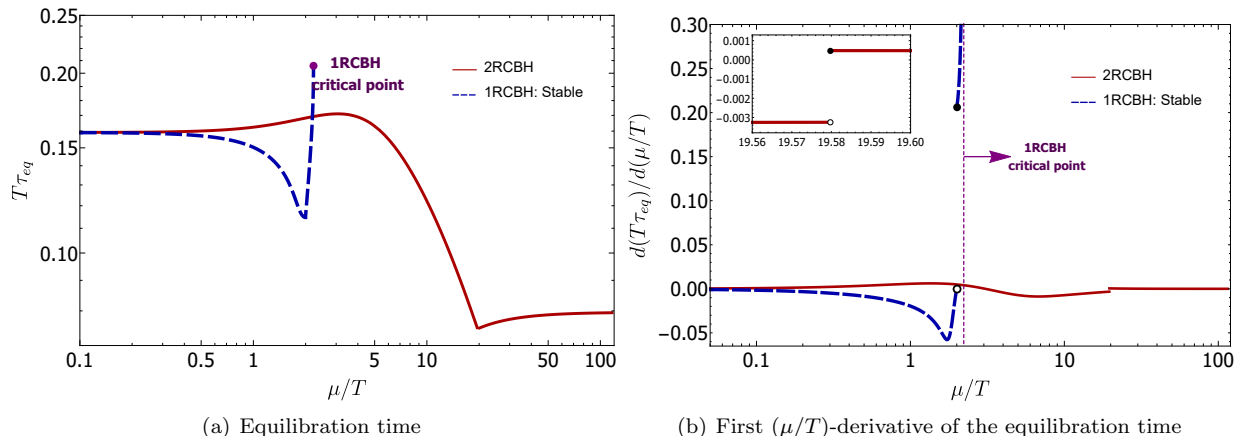 0.25
0.20
0.15
0.10
Tτeq
0.1
0.5
1
5
10
50
100
μ/T
1RCBH
critical point
2RCBH
1RCBH: Stable
(a) Equilibration time
0.30
0.25
0.20
0.15
0.10
0.05
0.00
−0.05
d(Tτeq)/d(μ/T)
0.1
1
10
100
μ/T
0.001
0.000
−0.001
−0.002
−0.003
19.56
19.57
19.58
19.59
19.60
2RCBH
1RCBH: Stable
1RCBH
critical point
(b) First (μ/T)-derivative of the equilibration time